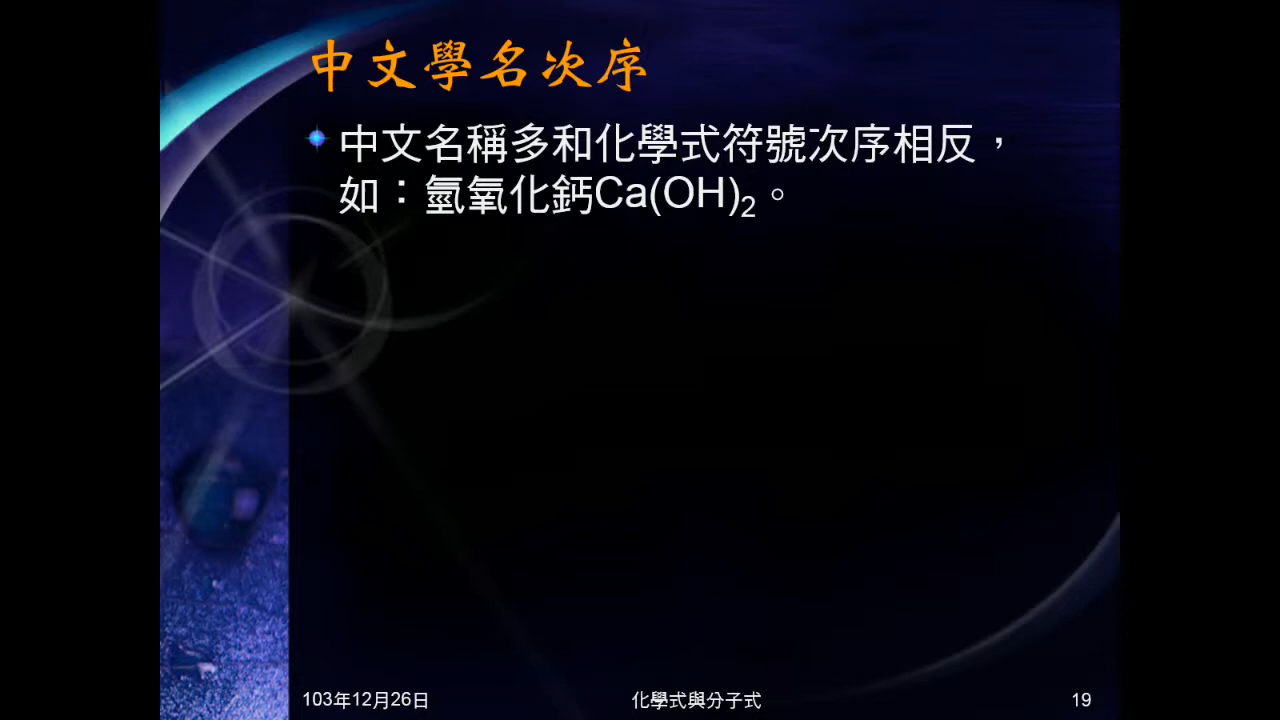 中文學名次序
中文名稱多和化學式符號次序相反，
如：氫氧化鈣Ca(OH)₂。
103年12月26日
化學式與分子式
19